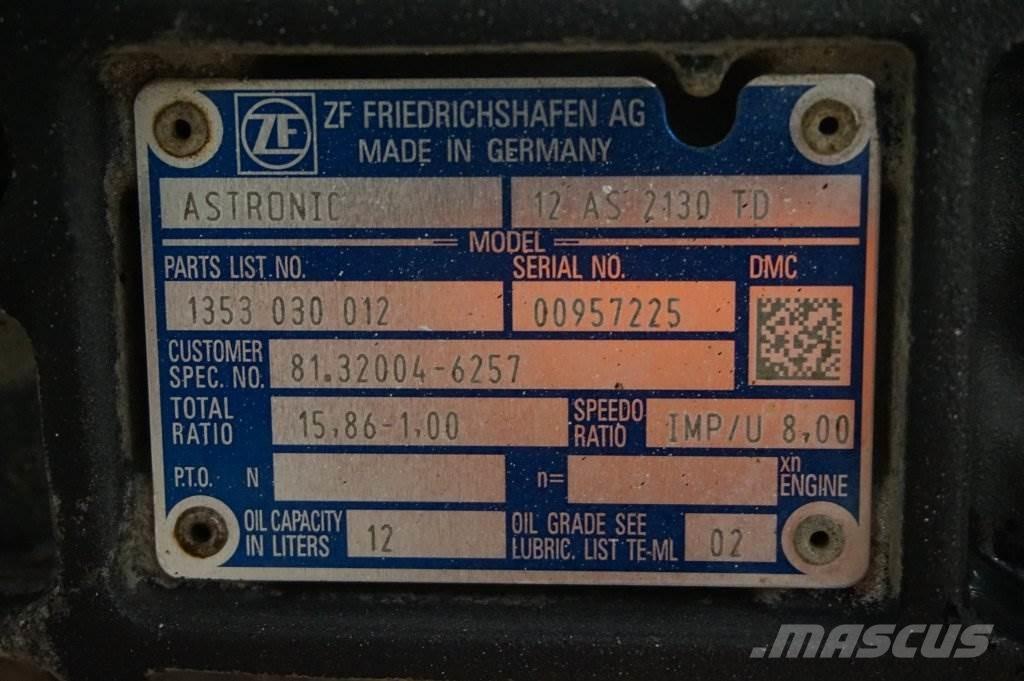 ZF ZF FRIEDRICHSHAFEN AG
MADE IN GERMANY
ASTRONIC 12 AS 2130 TD
MODEL
PARTS LIST. NO. SERIAL NO. DMC
1353 030 012 00957225
CUSTOMER
SPEC. NO. 81.32004-6257
TOTAL
RATIO 15,86-1,00 SPEEDO
RATIO IMP/U 8,00
P.T.O. N n= xn
ENGINE
OIL CAPACITY
IN LITERS 12 OIL GRADE SEE
LUBRIC. LIST TE-ML 02
.MASCUS